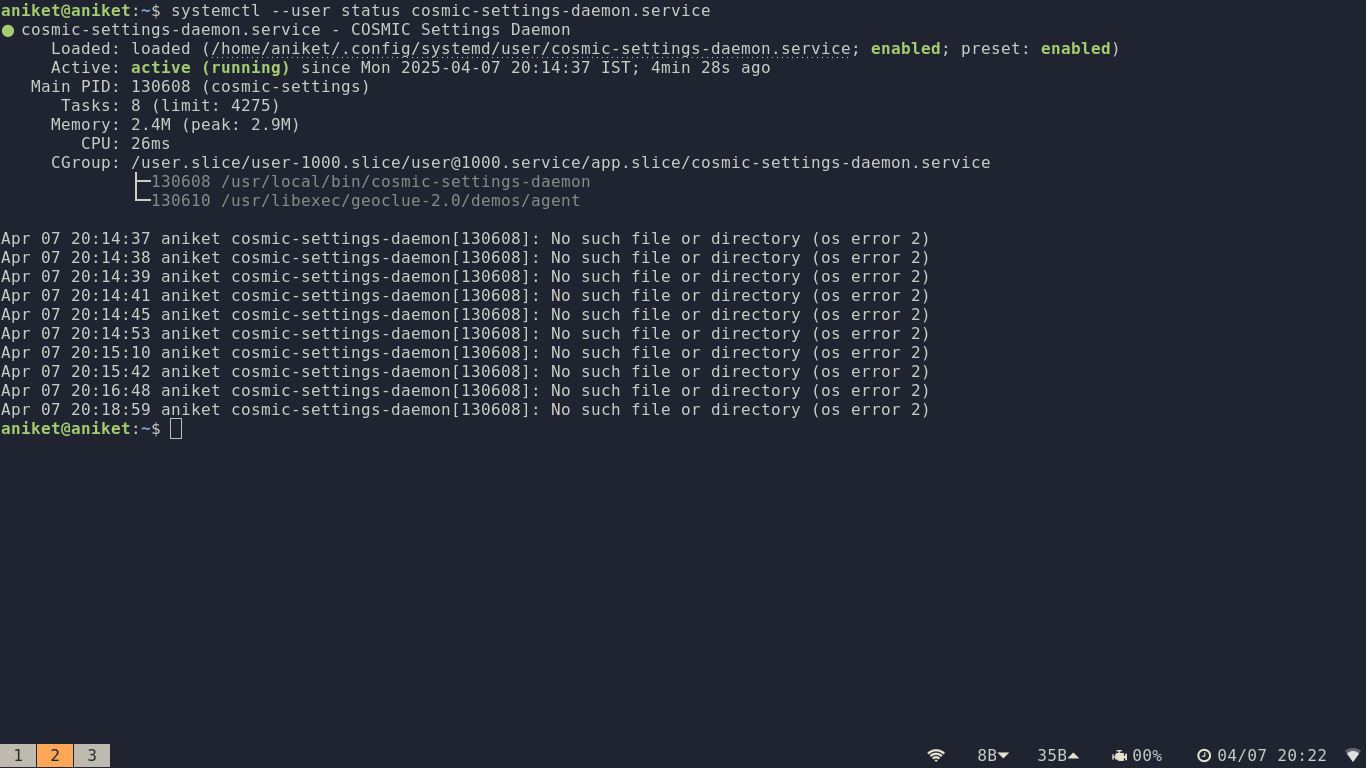 aniket@aniket:~$ systemctl --user status cosmic-settings-daemon.service
● cosmic-settings-daemon.service - COSMIC Settings Daemon
     Loaded: loaded (/home/aniket/.config/systemd/user/cosmic-settings-daemon.service; enabled; preset: enabled)
     Active: active (running) since Mon 2025-04-07 20:14:37 IST; 4min 28s ago
   Main PID: 130608 (cosmic-settings)
      Tasks: 8 (limit: 4275)
     Memory: 2.4M (peak: 2.9M)
        CPU: 26ms
     CGroup: /user.slice/user-1000.slice/user@1000.service/app.slice/cosmic-settings-daemon.service
             ├─130608 /usr/local/bin/cosmic-settings-daemon
             └─130610 /usr/libexec/geoclue-2.0/demos/agent

Apr 07 20:14:37 aniket cosmic-settings-daemon[130608]: No such file or directory (os error 2)
Apr 07 20:14:38 aniket cosmic-settings-daemon[130608]: No such file or directory (os error 2)
Apr 07 20:14:39 aniket cosmic-settings-daemon[130608]: No such file or directory (os error 2)
Apr 07 20:14:41 aniket cosmic-settings-daemon[130608]: No such file or directory (os error 2)
Apr 07 20:14:45 aniket cosmic-settings-daemon[130608]: No such file or directory (os error 2)
Apr 07 20:14:53 aniket cosmic-settings-daemon[130608]: No such file or directory (os error 2)
Apr 07 20:15:10 aniket cosmic-settings-daemon[130608]: No such file or directory (os error 2)
Apr 07 20:15:42 aniket cosmic-settings-daemon[130608]: No such file or directory (os error 2)
Apr 07 20:16:48 aniket cosmic-settings-daemon[130608]: No such file or directory (os error 2)
Apr 07 20:18:59 aniket cosmic-settings-daemon[130608]: No such file or directory (os error 2)
aniket@aniket:~$
1 2 3 8B 35B 00% 04/07 20:22